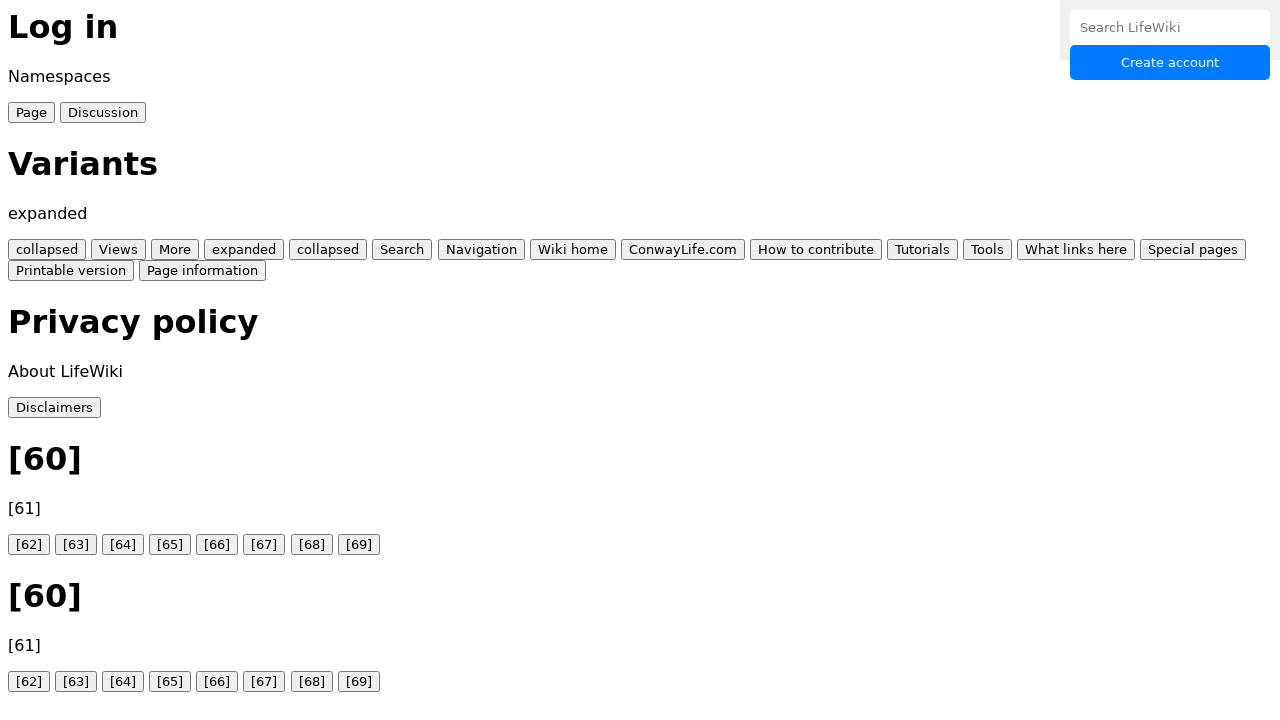 Log in
Search LifeWiki
Create account
Namespaces
Page Discussion
Variants
expanded
collapsed Views More expanded collapsed Search Navigation Wiki home ConwayLife.com How to contribute Tutorials Tools What links here Special pages
Printable version Page information
Privacy policy
About LifeWiki
Disclaimers
[60]
[61]
[62] [63] [64] [65] [66] [67] [68] [69]
[60]
[61]
[62] [63] [64] [65] [66] [67] [68] [69]